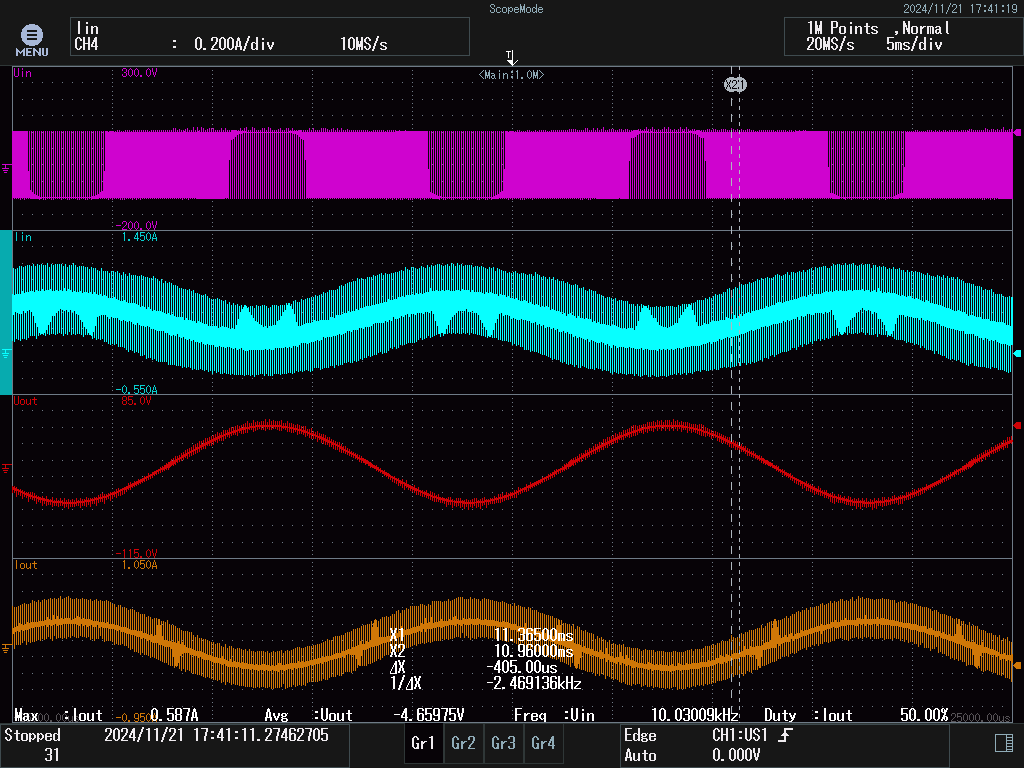 ScopeMode
2024/11/21 17:41:19
MENU
Iin
CH4 : 0.200A/div 10MS/s
1M Points ,Normal
20MS/s 5ms/div
Uin 300.0V
<Main:1.0M>
-200.0V
Iin 1.450A
-0.550A
Uout 85.0V
-115.0V
Iout 1.050A
X1 11.36500ms
X2 10.96000ms
ΔX -405.00us
1/ΔX -2.469136kHz
-0.950A
25000.00us
Max :Iout 0.587A Avg :Uout -4.65975V Freq :Uin 10.03009kHz Duty :Iout 50.00%
Stopped 2024/11/21 17:41:11.27462705
31
Gr1 Gr2 Gr3 Gr4
Edge CH1:US1
Auto 0.000V